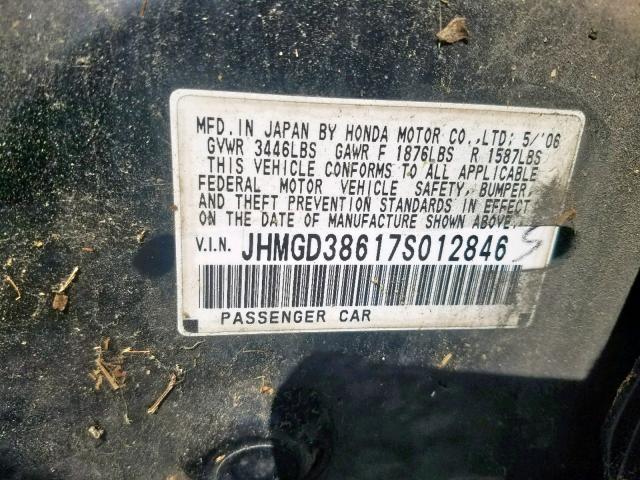 MFD. IN JAPAN BY HONDA MOTOR CO., LTD; 5/'06
GVWR 3446LBS GAWR F 1876LBS R 1587LBS
THIS VEHICLE CONFORMS TO ALL APPLICABLE
FEDERAL MOTOR VEHICLE SAFETY, BUMPER,
AND THEFT PREVENTION STANDARDS IN EFFECT
ON THE DATE OF MANUFACTURE SHOWN ABOVE.
V.I.N. JHMGD38617S012846
PASSENGER CAR